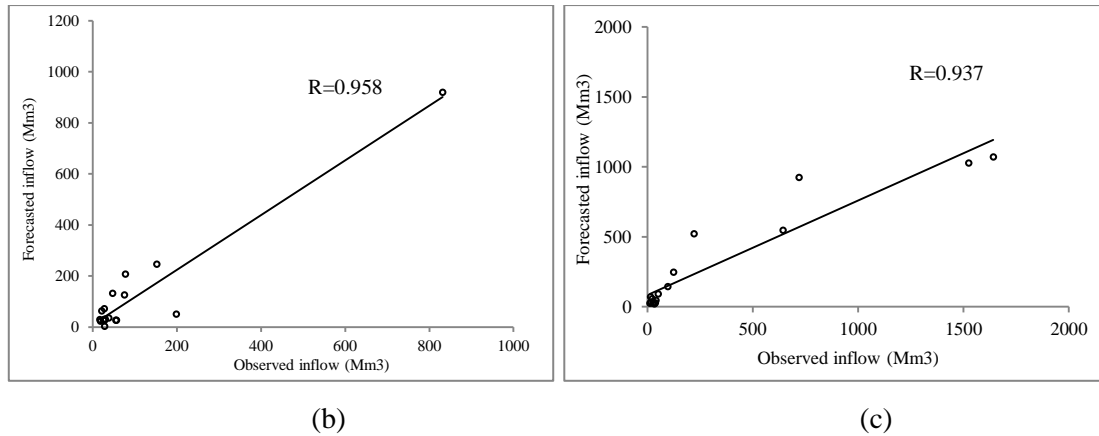 1200
1000
800
600
400
200
0
0 200 400 600 800 1000
Forecasted inflow (Mm3)
Observed inflow (Mm3)
R=0.958
(b)
2000
1500
1000
500
0
0 500 1000 1500 2000
Forecasted inflow (Mm3)
Observed inflow (Mm3)
R=0.937
(c)